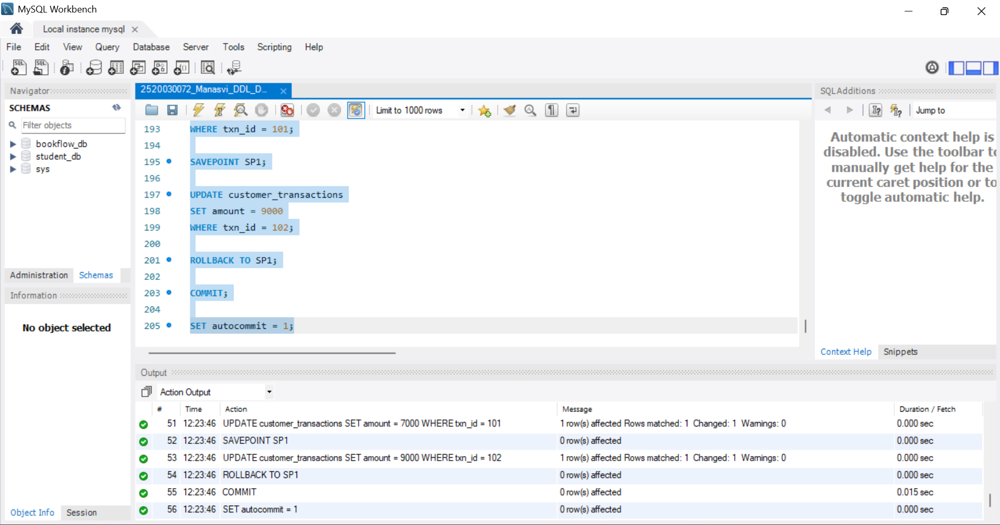 MySQL Workbench
Local instance mysql
File Edit View Query Database Server Tools Scripting Help
Navigator
SCHEMAS
Filter objects
bookflow_db
student_db
sys
Administration Schemas
Information
No object selected
Object Info Session
2520030072_Manasvi_DDL_D...
Limit to 1000 rows
193 WHERE txn_id = 101;
194
195 SAVEPOINT SP1;
196
197 UPDATE customer_transactions
198 SET amount = 9000
199 WHERE txn_id = 102;
200
201 ROLLBACK TO SP1;
202
203 COMMIT;
204
205 SET autocommit = 1;
SQLAdditions
Jump to
Automatic context help is
disabled. Use the toolbar to
manually get help for the
current caret position or to
toggle automatic help.
Context Help Snippets
Output
Action Output
# Time Action Message Duration / Fetch
51 12:23:46 UPDATE customer_transactions SET amount = 7000 WHERE txn_id = 101 1 row(s) affected Rows matched: 1 Changed: 1 Warnings: 0 0.000 sec
52 12:23:46 SAVEPOINT SP1 0 row(s) affected 0.000 sec
53 12:23:46 UPDATE customer_transactions SET amount = 9000 WHERE txn_id = 102 1 row(s) affected Rows matched: 1 Changed: 1 Warnings: 0 0.000 sec
54 12:23:46 ROLLBACK TO SP1 0 row(s) affected 0.000 sec
55 12:23:46 COMMIT 0 row(s) affected 0.015 sec
56 12:23:46 SET autocommit = 1 0 row(s) affected 0.000 sec